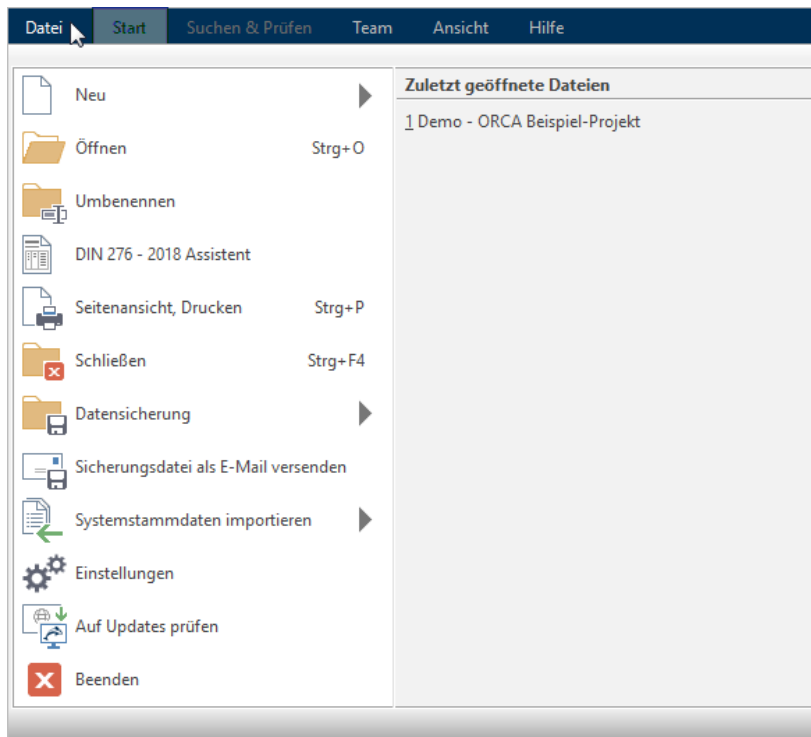 Datei Start Suchen & Prüfen Team Ansicht Hilfe
Neu
Öffnen Strg+O
Umbenennen
DIN 276 - 2018 Assistent
Seitenansicht, Drucken Strg+P
Schließen Strg+F4
Datensicherung
Sicherungsdatei als E-Mail versenden
Systemstammdaten importieren
Einstellungen
Auf Updates prüfen
Beenden
Zuletzt geöffnete Dateien
1 Demo - ORCA Beispiel-Projekt